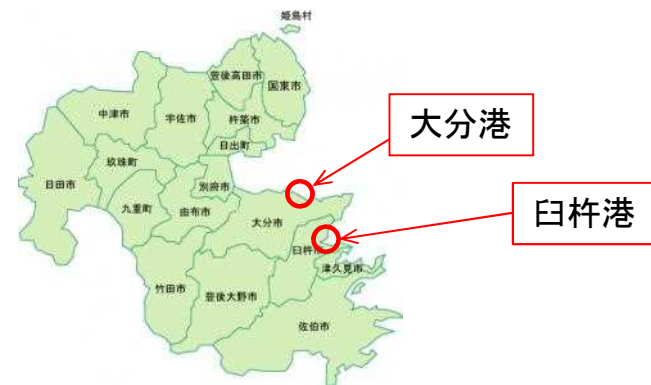 姫島村
豊後高田市
国東市
中津市
宇佐市
杵築市
日出町
大分港
玖珠町
日田市
別府市
九重町
由布市
大分市
臼杵港
臼杵市
津久見市
竹田市
豊後大野市
佐伯市